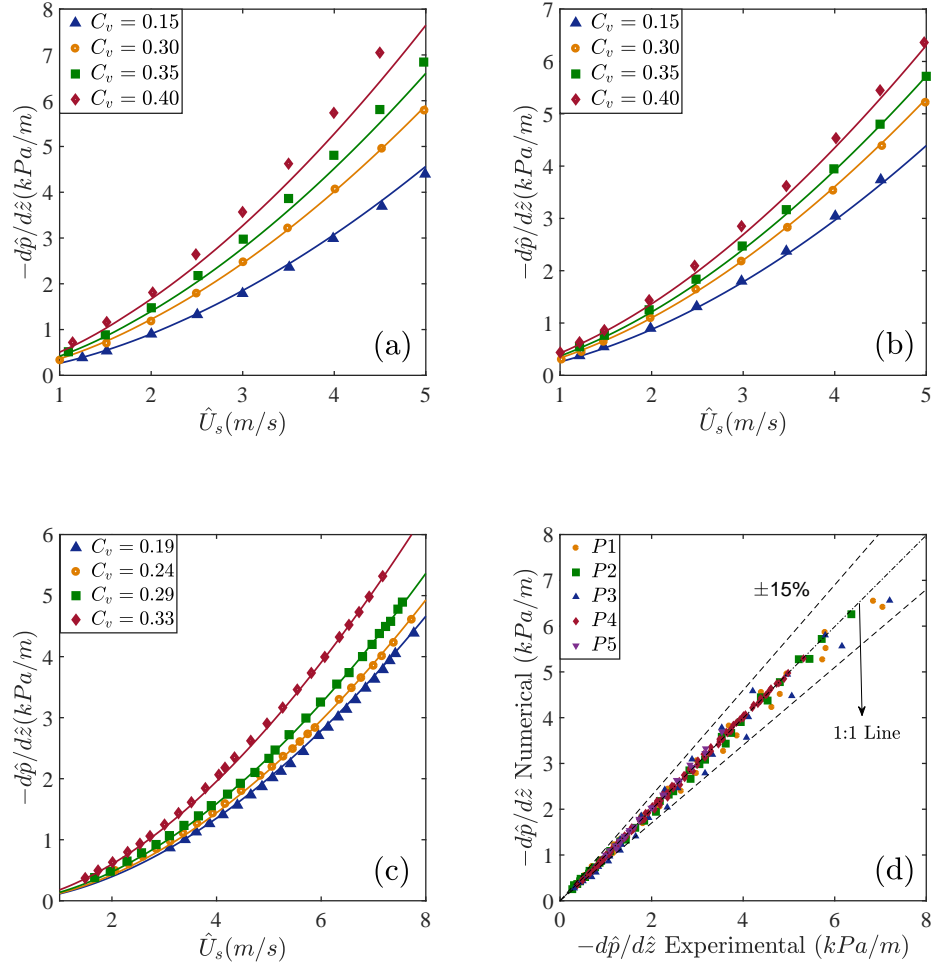 8
7
6
5
4
3
2
1
0
1 2 3 4 5
C_v = 0.15
C_v = 0.30
C_v = 0.35
C_v = 0.40
(a)
−dp̂/dẑ(kPa/m)
Û_s(m/s)
7
6
5
4
3
2
1
0
1 2 3 4 5
C_v = 0.15
C_v = 0.30
C_v = 0.35
C_v = 0.40
(b)
−dp̂/dẑ(kPa/m)
Û_s(m/s)
6
5
4
3
2
1
0
2 4 6 8
C_v = 0.19
C_v = 0.24
C_v = 0.29
C_v = 0.33
(c)
−dp̂/dẑ(kPa/m)
Û_s(m/s)
8
7
6
5
4
3
2
1
0
0 2 4 6 8
P1
P2
P3
P4
P5
±15%
1:1 Line
(d)
−dp̂/dẑ Numerical (kPa/m)
−dp̂/dẑ Experimental (kPa/m)